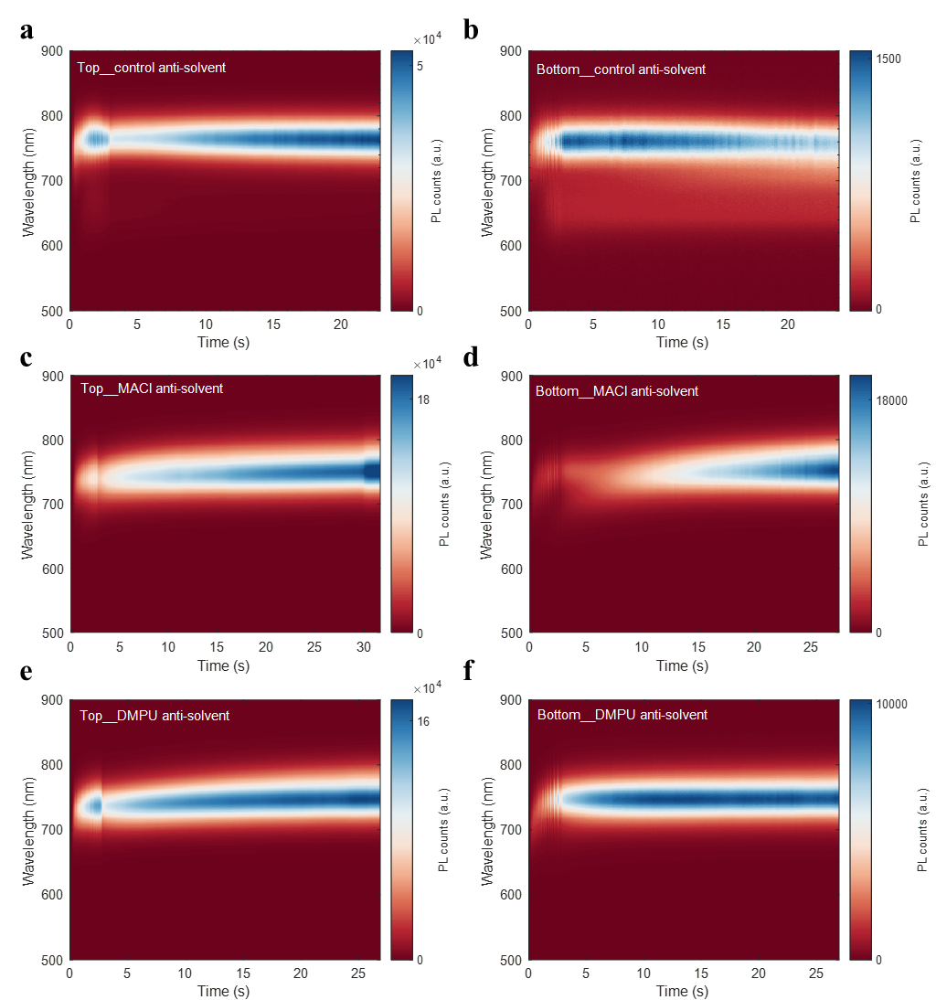 a
×10⁴
900
800
700
600
500
Wavelength (nm)
Top__control anti-solvent
0
5
10
15
20
Time (s)
5
0
PL counts (a.u.)
b
900
800
700
600
500
Wavelength (nm)
Bottom__control anti-solvent
0
5
10
15
20
Time (s)
1500
0
PL counts (a.u.)
c
×10⁴
900
800
700
600
500
Wavelength (nm)
Top__MACl anti-solvent
0
5
10
15
20
25
30
Time (s)
18
0
PL counts (a.u.)
d
900
800
700
600
500
Wavelength (nm)
Bottom__MACl anti-solvent
0
5
10
15
20
25
Time (s)
18000
0
PL counts (a.u.)
e
×10⁴
900
800
700
600
500
Wavelength (nm)
Top__DMPU anti-solvent
0
5
10
15
20
25
Time (s)
16
0
PL counts (a.u.)
f
900
800
700
600
500
Wavelength (nm)
Bottom__DMPU anti-solvent
0
5
10
15
20
25
Time (s)
10000
0
PL counts (a.u.)